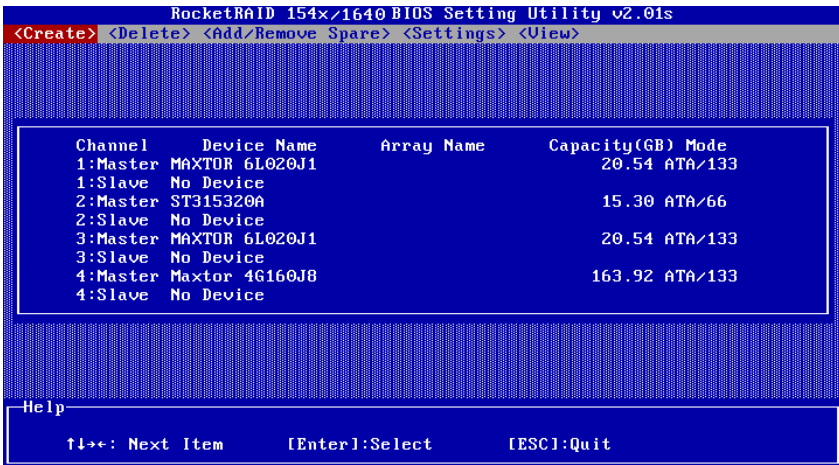 RocketRAID 154x/1640 BIOS Setting Utility v2.01s
<Create> <Delete> <Add/Remove Spare> <Settings> <View>
Channel Device Name Array Name Capacity(GB) Mode
1:Master MAXTOR 6L020J1 20.54 ATA/133
1:Slave No Device
2:Master ST315320A 15.30 ATA/66
2:Slave No Device
3:Master MAXTOR 6L020J1 20.54 ATA/133
3:Slave No Device
4:Master Maxtor 4G160J8 163.92 ATA/133
4:Slave No Device
Help
↑↓→←: Next Item [Enter]:Select [ESC]:Quit